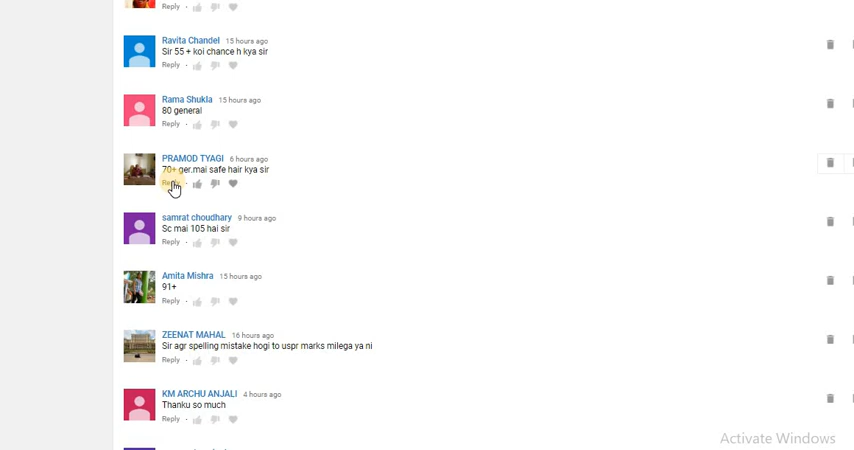 Reply
Ravita Chandel 15 hours ago
Sir 55 + koi chance h kya sir
Reply
Rama Shukla 15 hours ago
80 general
Reply
PRAMOD TYAGI 6 hours ago
70+ ger.mai safe hair kya sir
Reply
samrat choudhary 9 hours ago
Sc mai 105 hai sir
Reply
Amita Mishra 15 hours ago
91+
Reply
ZEENAT MAHAL 16 hours ago
Sir agr spelling mistake hogi to uspr marks milega ya ni
Reply
KM ARCHU ANJALI 4 hours ago
Thanku so much
Reply
Activate Windows